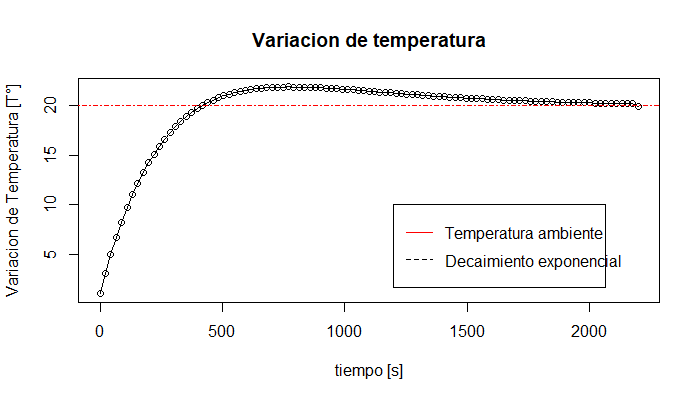 Variacion de temperatura
Variacion de Temperatura [T°]
20
15
10
5
Temperatura ambiente
Decaimiento exponencial
0
500
1000
1500
2000
tiempo [s]